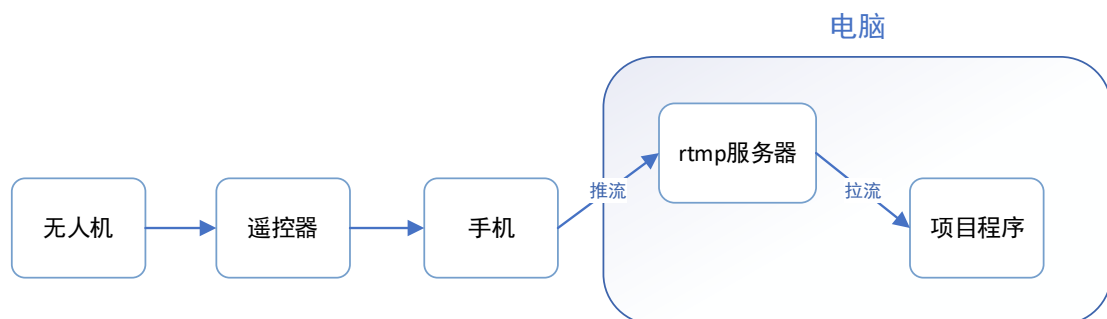 电脑
rtmp服务器
推流
拉流
无人机
遥控器
手机
项目程序